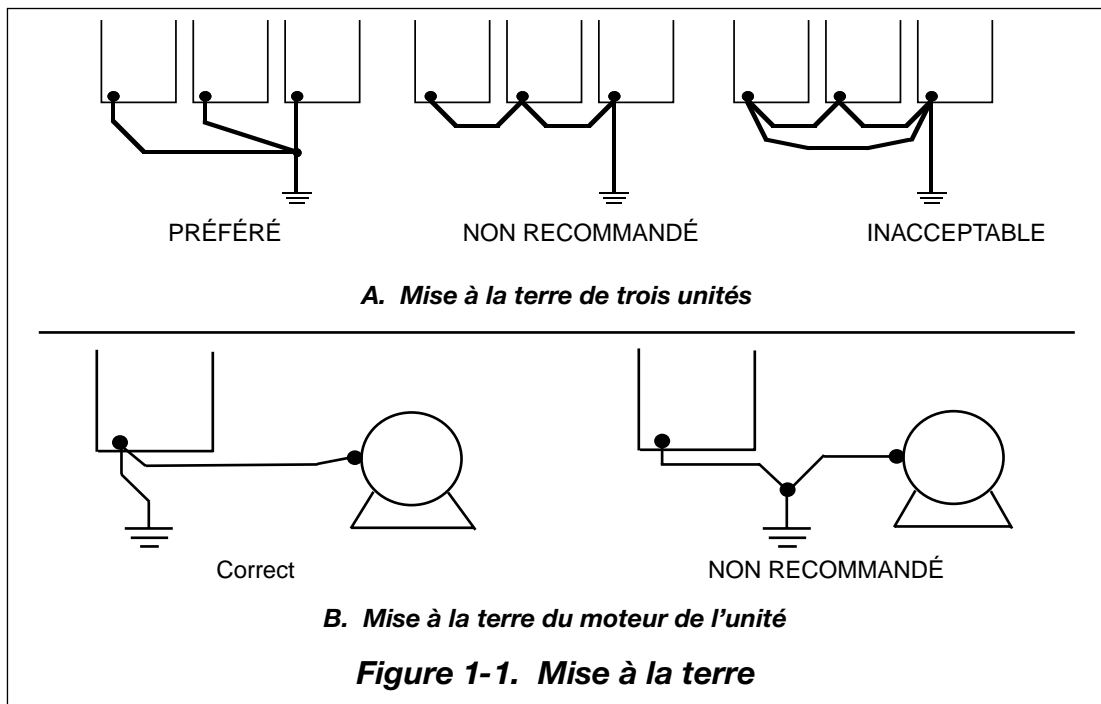 PRÉFÉRÉ
NON RECOMMANDÉ
INACCEPTABLE
A. Mise à la terre de trois unités
Correct
NON RECOMMANDÉ
B. Mise à la terre du moteur de l'unité
Figure 1-1. Mise à la terre